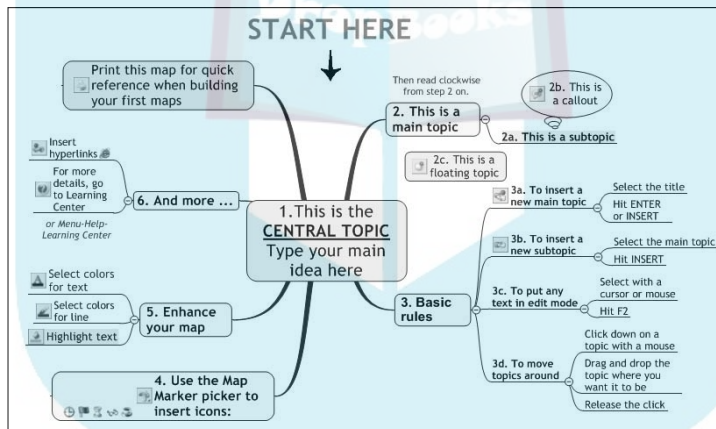 Drop Books
START HERE
Print this map for quick
reference when building
your first maps
Then read clockwise
from step 2 on.
2. This is a
main topic
2b. This is
a callout
2a. This is a subtopic
2c. This is a
floating topic
1.This is the
CENTRAL TOPIC
Type your main
idea here
3. Basic
rules
3a. To insert a
new main topic
Select the title
Hit ENTER
or INSERT
3b. To insert a
new subtopic
Select the main topic
Hit INSERT
3c. To put any
text in edit mode
Select with a
cursor or mouse
Hit F2
3d. To move
topics around
Click down on a
topic with a mouse
Drag and drop the
topic where you
want it to be
Release the click
4. Use the Map
Marker picker to
insert icons:
5. Enhance
your map
Select colors
for text
Select colors
for line
Highlight text
6. And more ...
Insert
hyperlinks
For more
details, go
to Learning
Center
or Menu-Help-
Learning Center